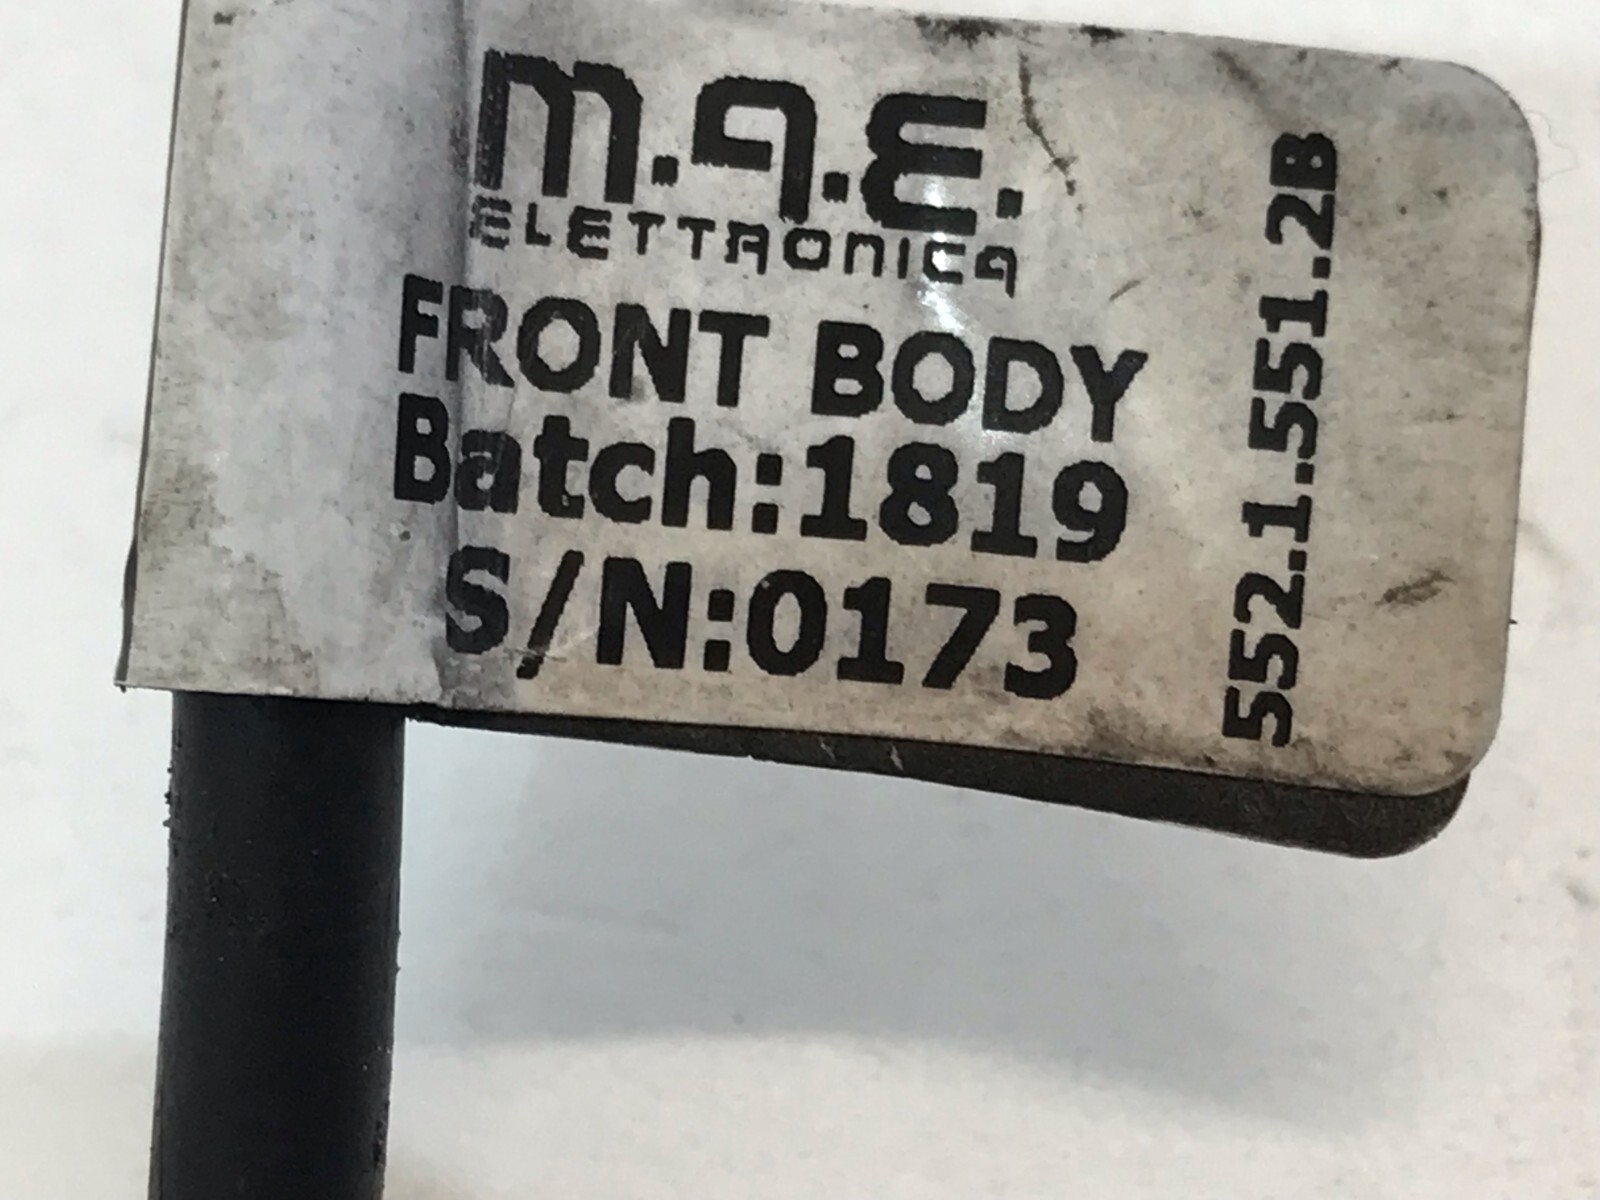 m.a.E.
ELETTRONICA
FRONT BODY
Batch:1819
S/N:0173
552.1.551.2B